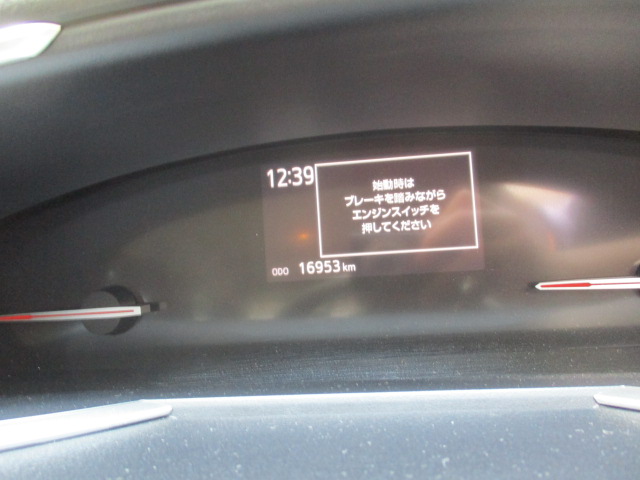 12:39
始動時は
ブレーキを踏みながら
エンジンスイッチを
押してください
ODO 16953 km